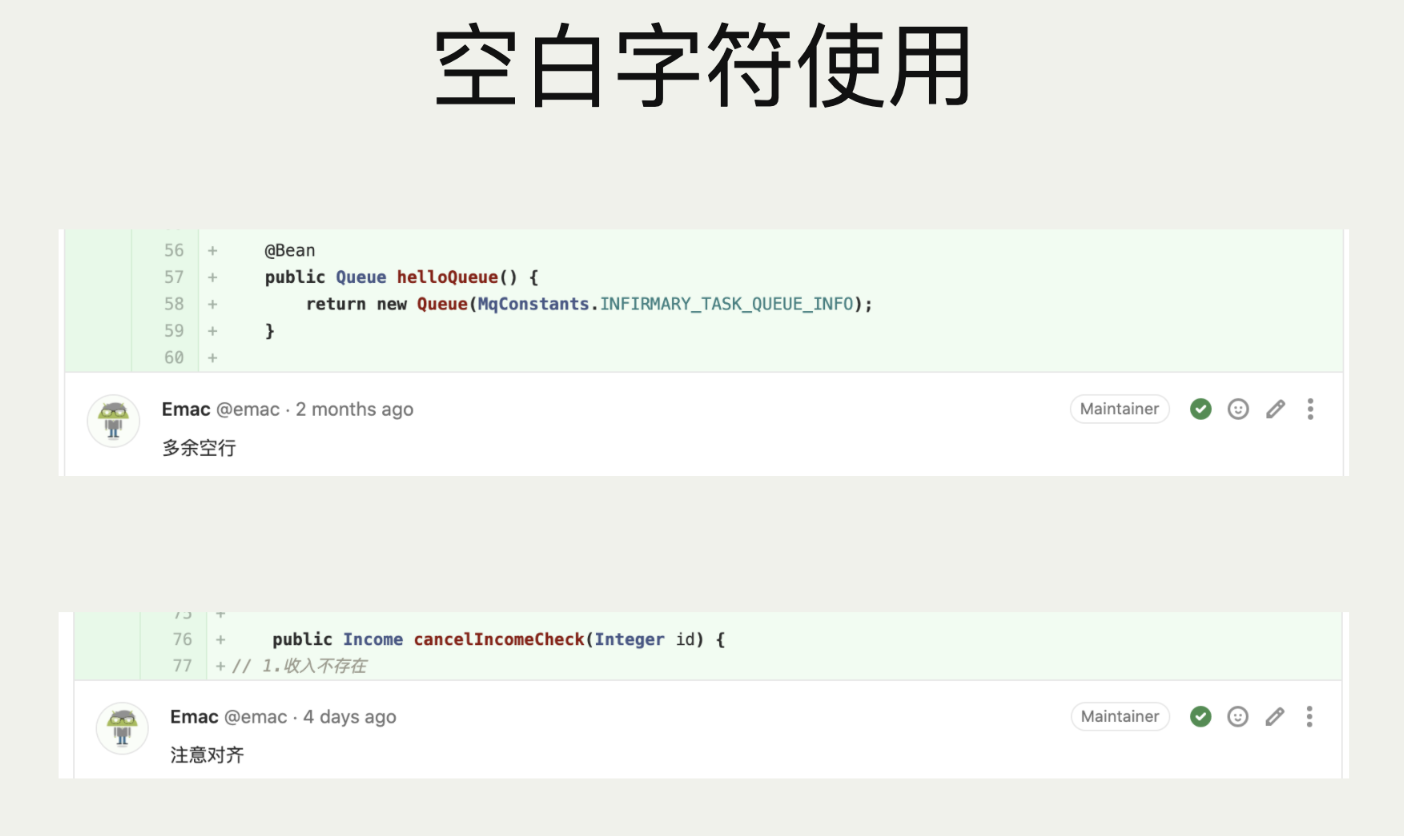 空白字符使用
56 + @Bean
57 + public Queue helloQueue() {
58 + return new Queue(MqConstants.INFIRMARY_TASK_QUEUE_INFO);
59 + }
60 +
Emac @emac · 2 months ago Maintainer
多余空行
75 +
76 + public Income cancelIncomeCheck(Integer id) {
77 + // 1.收入不存在
Emac @emac · 4 days ago Maintainer
注意对齐